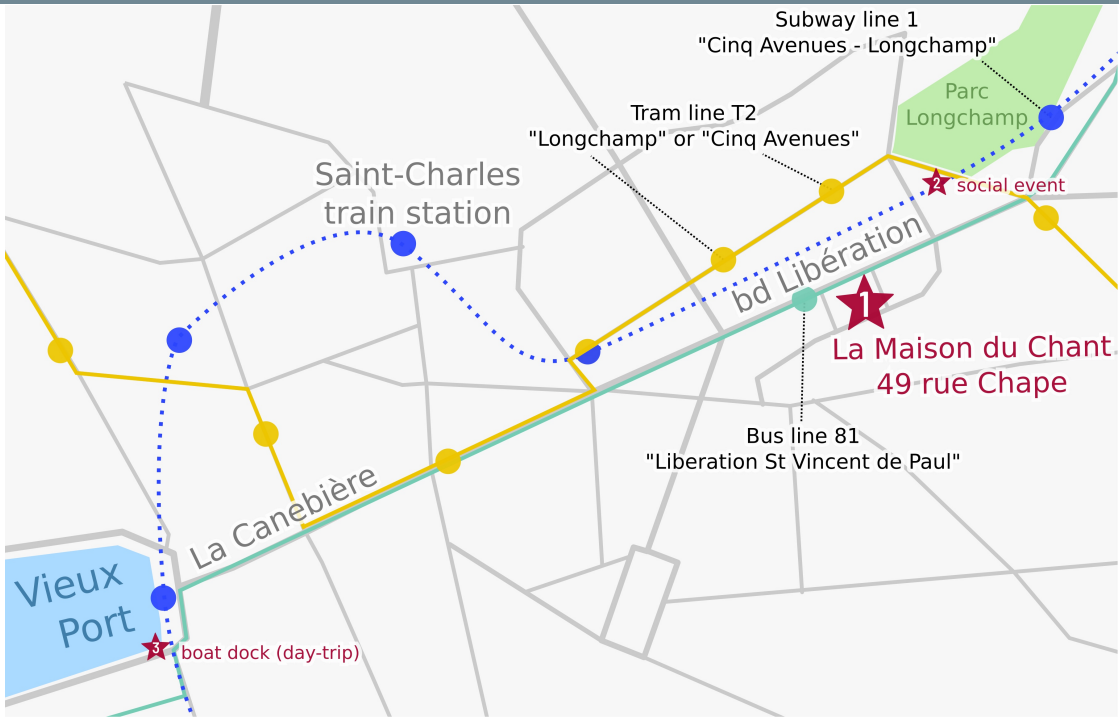 Subway line 1
"Cinq Avenues - Longchamp"
Parc
Longchamp
Tram line T2
"Longchamp" or "Cinq Avenues"
Saint-Charles
train station
2
social event
bd Libération
1
La Maison du Chant
49 rue Chape
Bus line 81
"Liberation St Vincent de Paul"
La Canebière
Vieux
Port
3
boat dock (day-trip)